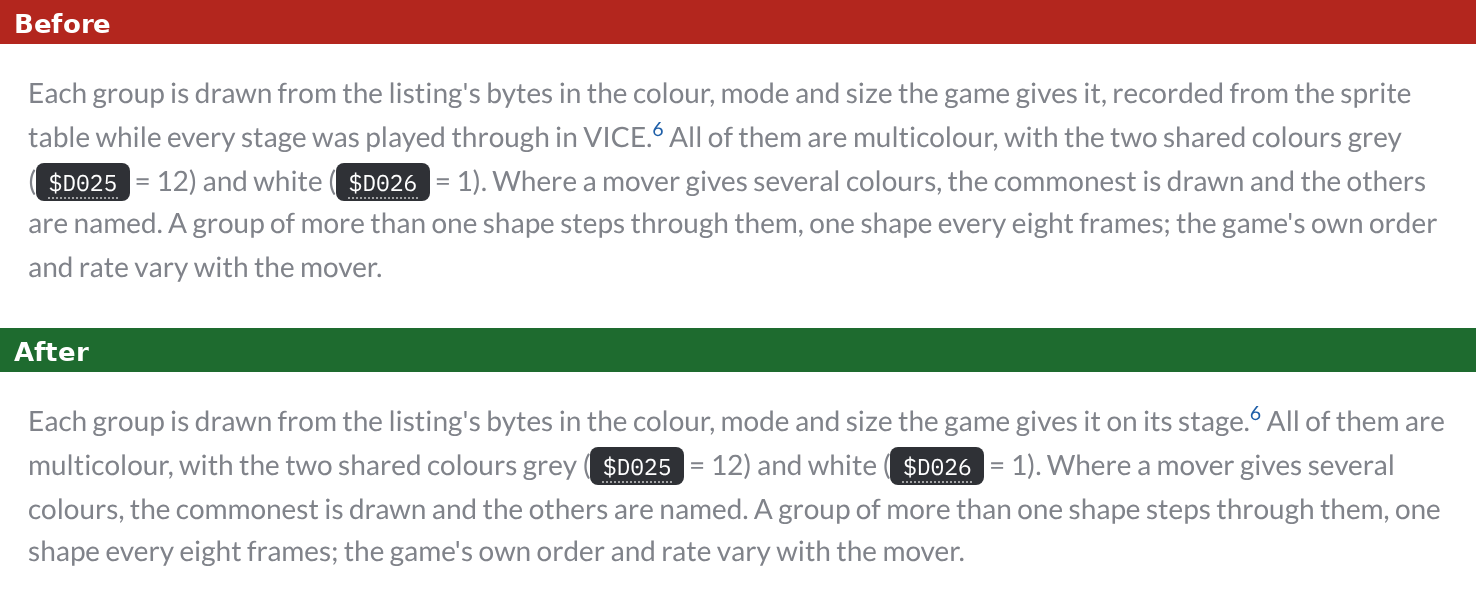 Before
Each group is drawn from the listing's bytes in the colour, mode and size the game gives it, recorded from the sprite
table while every stage was played through in VICE.6 All of them are multicolour, with the two shared colours grey
($D025 = 12) and white ($D026 = 1). Where a mover gives several colours, the commonest is drawn and the others
are named. A group of more than one shape steps through them, one shape every eight frames; the game's own order
and rate vary with the mover.
After
Each group is drawn from the listing's bytes in the colour, mode and size the game gives it on its stage.6 All of them are
multicolour, with the two shared colours grey ($D025 = 12) and white ($D026 = 1). Where a mover gives several
colours, the commonest is drawn and the others are named. A group of more than one shape steps through them, one
shape every eight frames; the game's own order and rate vary with the mover.